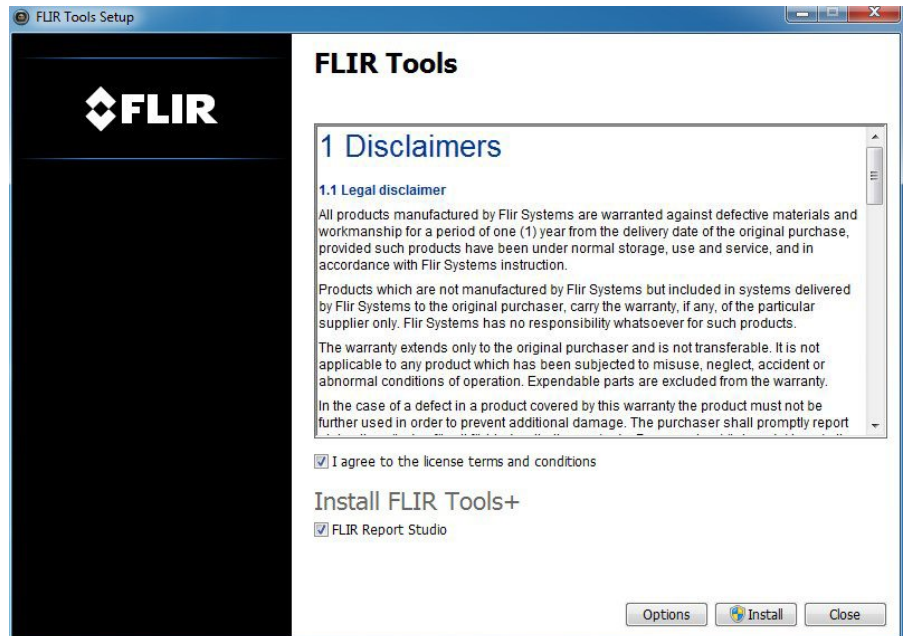 FLIR Tools Setup
FLIR
FLIR Tools
1 Disclaimers
1.1 Legal disclaimer
All products manufactured by Flir Systems are warranted against defective materials and
workmanship for a period of one (1) year from the delivery date of the original purchase,
provided such products have been under normal storage, use and service, and in
accordance with Flir Systems instruction.
Products which are not manufactured by Flir Systems but included in systems delivered
by Flir Systems to the original purchaser, carry the warranty, if any, of the particular
supplier only. Flir Systems has no responsibility whatsoever for such products.
The warranty extends only to the original purchaser and is not transferable. It is not
applicable to any product which has been subjected to misuse, neglect, accident or
abnormal conditions of operation. Expendable parts are excluded from the warranty.
In the case of a defect in a product covered by this warranty the product must not be
further used in order to prevent additional damage. The purchaser shall promptly report
I agree to the license terms and conditions
Install FLIR Tools+
FLIR Report Studio
Options
Install
Close